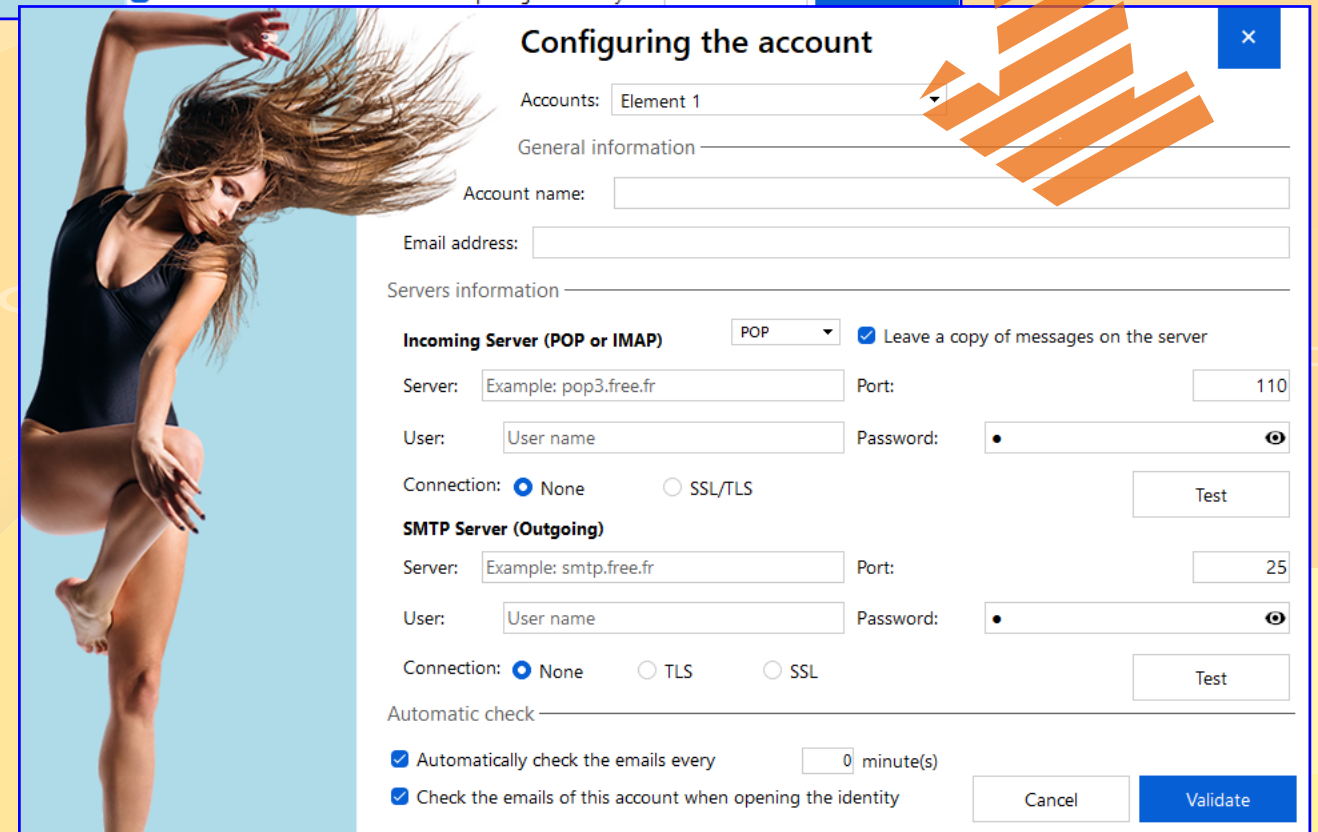 Configuring the account
×
Accounts: Element 1
General information
Account name:
Email address:
Servers information
Incoming Server (POP or IMAP) POP Leave a copy of messages on the server
Server: Example: pop3.free.fr Port: 110
User: User name Password: ●
Connection: None SSL/TLS Test
SMTP Server (Outgoing)
Server: Example: smtp.free.fr Port: 25
User: User name Password: ●
Connection: None TLS SSL Test
Automatic check
Automatically check the emails every 0 minute(s)
Check the emails of this account when opening the identity Cancel Validate